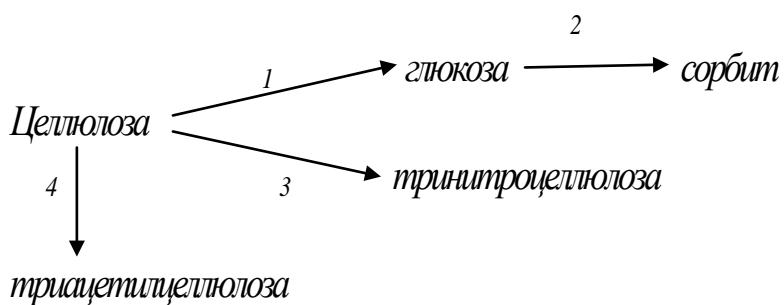 2
глюкоза сорбит
1
Целлюлоза
4 3 тринитроцеллюлоза
триацетилцеллюлоза